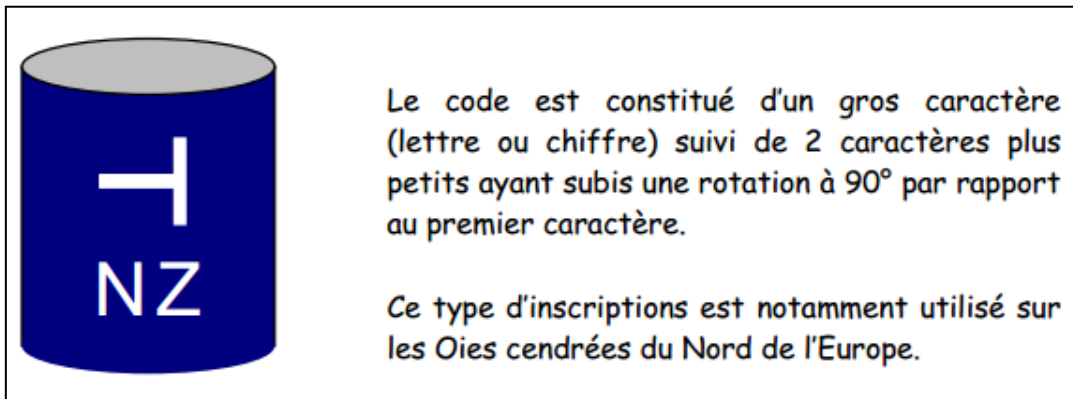 T
NZ
Le code est constitué d'un gros caractère
(lettre ou chiffre) suivi de 2 caractères plus
petits ayant subis une rotation à 90° par rapport
au premier caractère.
Ce type d'inscriptions est notamment utilisé sur
les Oies cendrées du Nord de l'Europe.